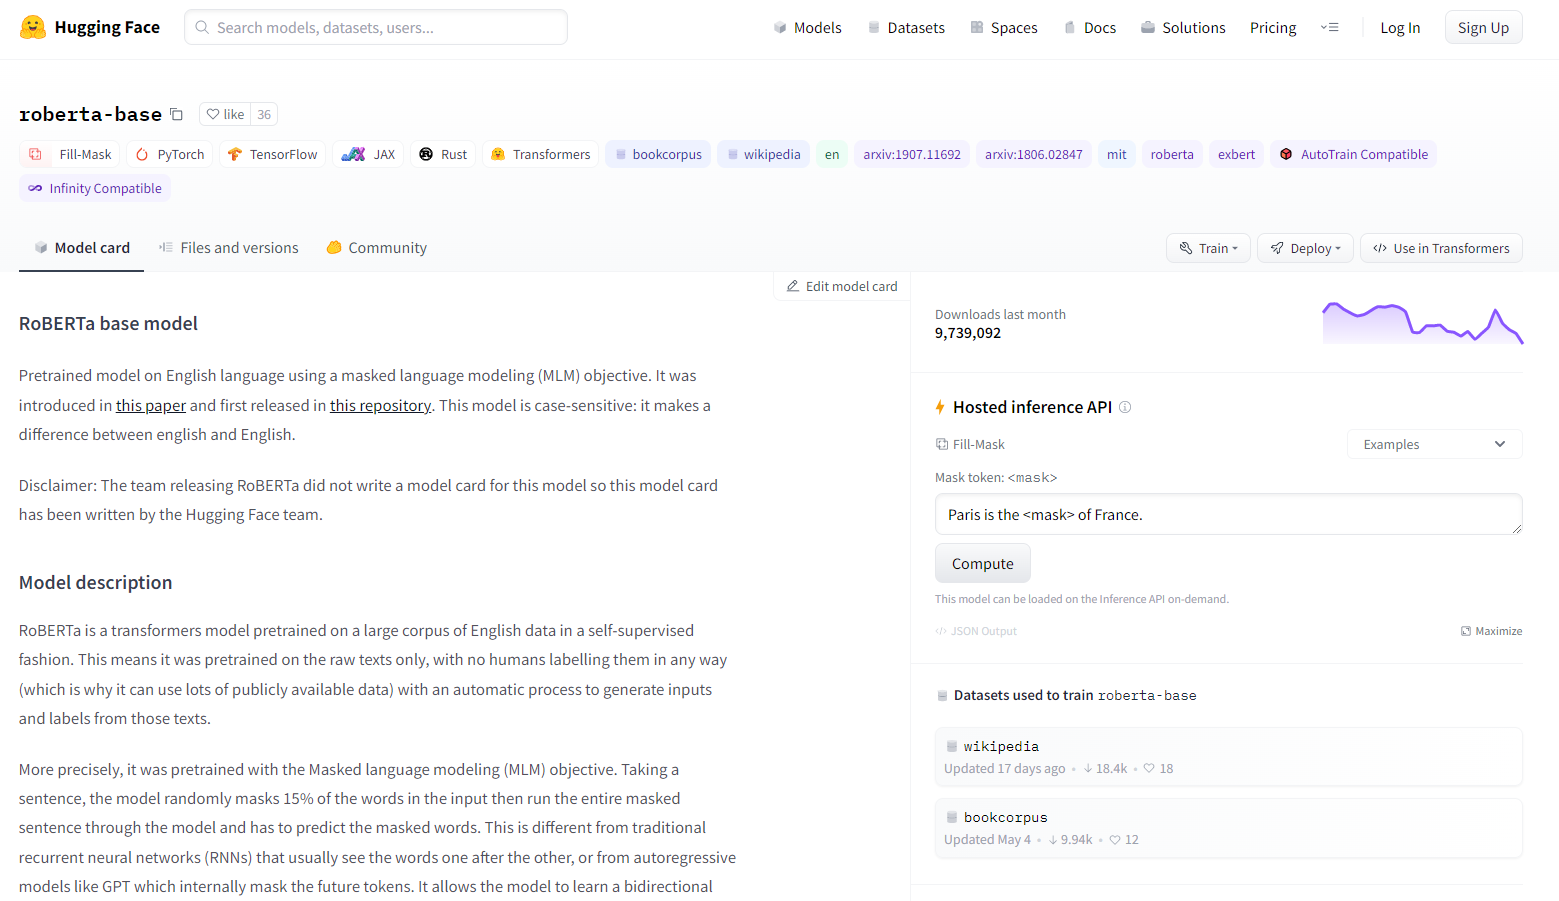 Hugging Face
Search models, datasets, users...
Models
Datasets
Spaces
Docs
Solutions
Pricing
Log In
Sign Up
roberta-base
like 36
Fill-Mask
PyTorch
TensorFlow
JAX
Rust
Transformers
bookcorpus
wikipedia
en
arxiv:1907.11692
arxiv:1806.02847
mit
roberta
exbert
AutoTrain Compatible
Infinity Compatible
Model card
Files and versions
Community
Train
Deploy
</> Use in Transformers
Edit model card
RoBERTa base model
Pretrained model on English language using a masked language modeling (MLM) objective. It was
introduced in this paper and first released in this repository. This model is case-sensitive: it makes a
difference between english and English.
Disclaimer: The team releasing RoBERTa did not write a model card for this model so this model card
has been written by the Hugging Face team.
Model description
RoBERTa is a transformers model pretrained on a large corpus of English data in a self-supervised
fashion. This means it was pretrained on the raw texts only, with no humans labelling them in any way
(which is why it can use lots of publicly available data) with an automatic process to generate inputs
and labels from those texts.
More precisely, it was pretrained with the Masked language modeling (MLM) objective. Taking a
sentence, the model randomly masks 15% of the words in the input then run the entire masked
sentence through the model and has to predict the masked words. This is different from traditional
recurrent neural networks (RNNs) that usually see the words one after the other, or from autoregressive
models like GPT which internally mask the future tokens. It allows the model to learn a bidirectional
Downloads last month
9,739,092
Hosted inference API
Fill-Mask
Examples
Mask token: <mask>
Paris is the <mask> of France.
Compute
This model can be loaded on the Inference API on-demand.
</> JSON Output
Maximize
Datasets used to train roberta-base
wikipedia
Updated 17 days ago • ↓ 18.4k • ♡ 18
bookcorpus
Updated May 4 • ↓ 9.94k • ♡ 12